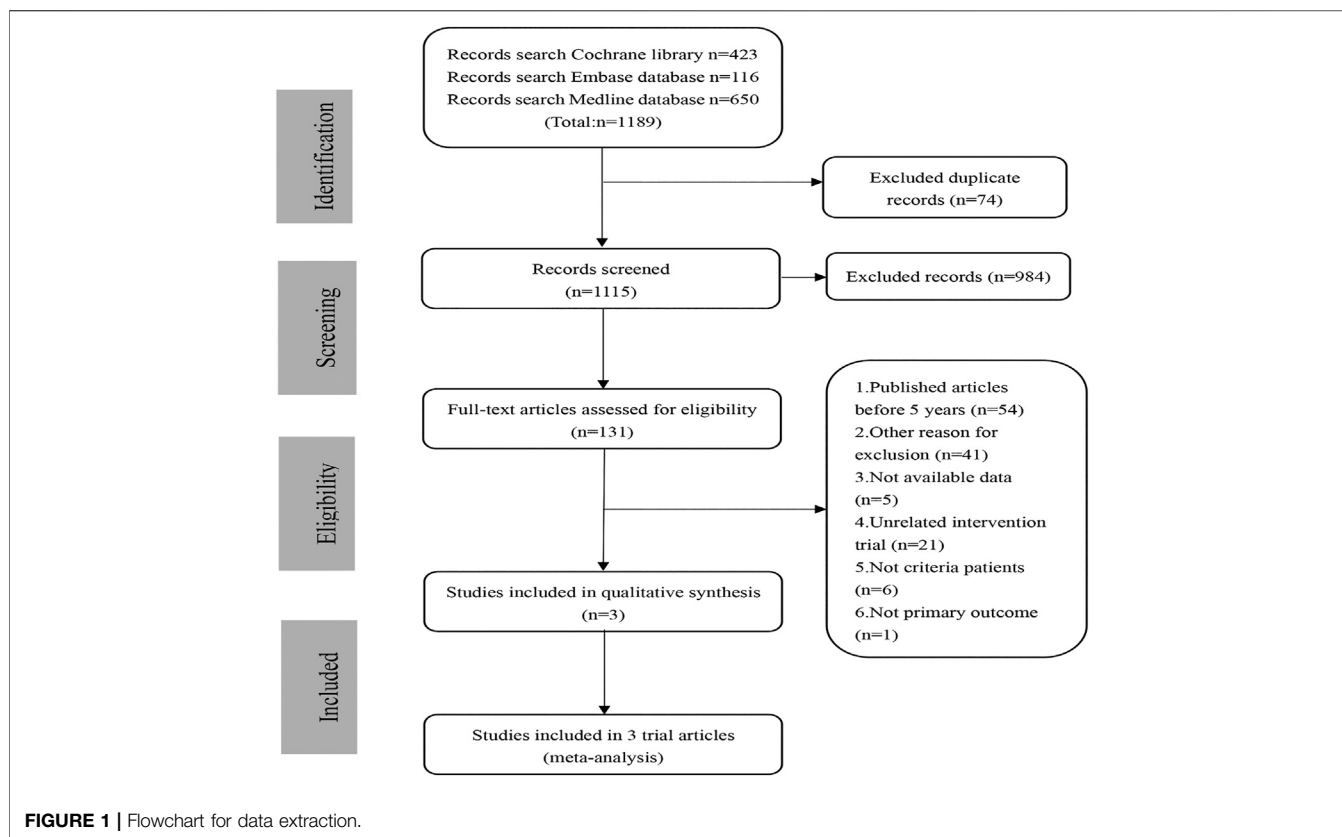 Records search Cochrane library n=423
Records search Embase database n=116
Records search Medline database n=650
(Total:n=1189)
Identification
Excluded duplicate
records (n=74)
Records screened
(n=1115)
Excluded records (n=984)
Screening
Full-text articles assessed for eligibility
(n=131)
1.Published articles
before 5 years (n=54)
2.Other reason for
exclusion (n=41)
3.Not available data
(n=5)
4.Unrelated intervention
trial (n=21)
5.Not criteria patients
(n=6)
6.Not primary outcome
(n=1)
Eligibility
Studies included in qualitative synthesis
(n=3)
Included
Studies included in 3 trial articles
(meta-analysis)
FIGURE 1 | Flowchart for data extraction.